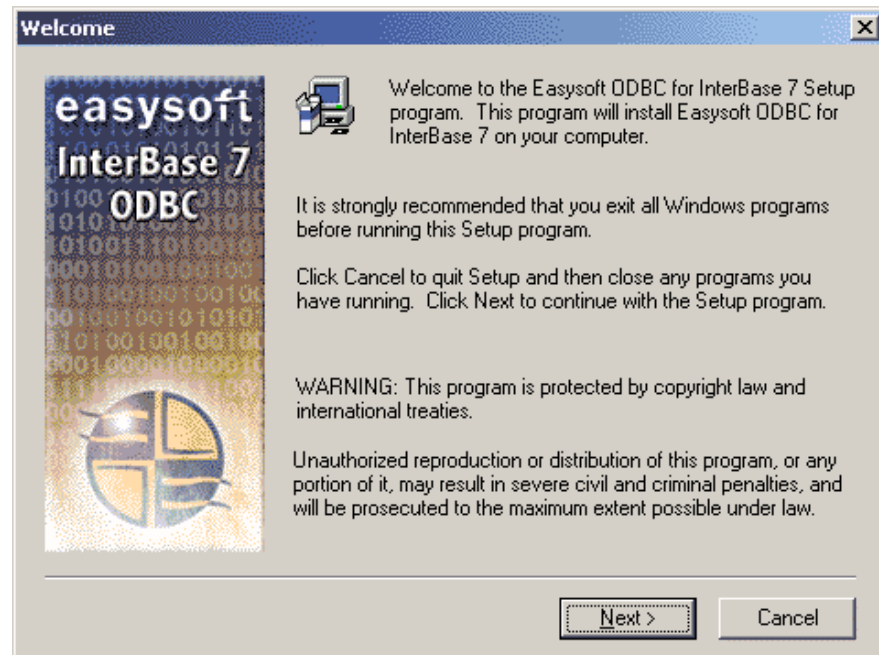 Welcome
easysoft
InterBase 7
ODBC
Welcome to the Easysoft ODBC for InterBase 7 Setup
program. This program will install Easysoft ODBC for
InterBase 7 on your computer.
It is strongly recommended that you exit all Windows programs
before running this Setup program.
Click Cancel to quit Setup and then close any programs you
have running. Click Next to continue with the Setup program.
WARNING: This program is protected by copyright law and
international treaties.
Unauthorized reproduction or distribution of this program, or any
portion of it, may result in severe civil and criminal penalties, and
will be prosecuted to the maximum extent possible under law.
Next >
Cancel